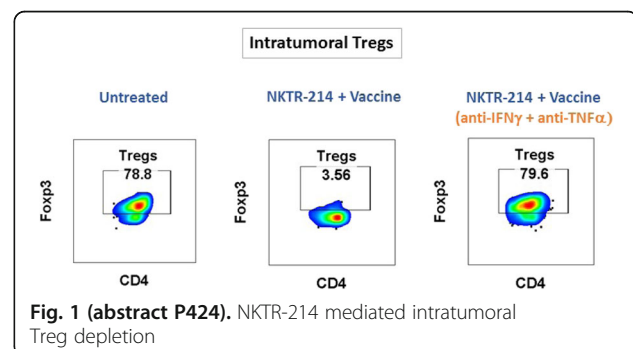 Intratumoral Tregs
Untreated
NKTR-214 + Vaccine
NKTR-214 + Vaccine
(anti-IFNγ + anti-TNFα)
Tregs
78.8
Foxp3
CD4
Tregs
3.56
Foxp3
CD4
Tregs
79.6
Foxp3
CD4
Fig. 1 (abstract P424). NKTR-214 mediated intratumoral
Treg depletion